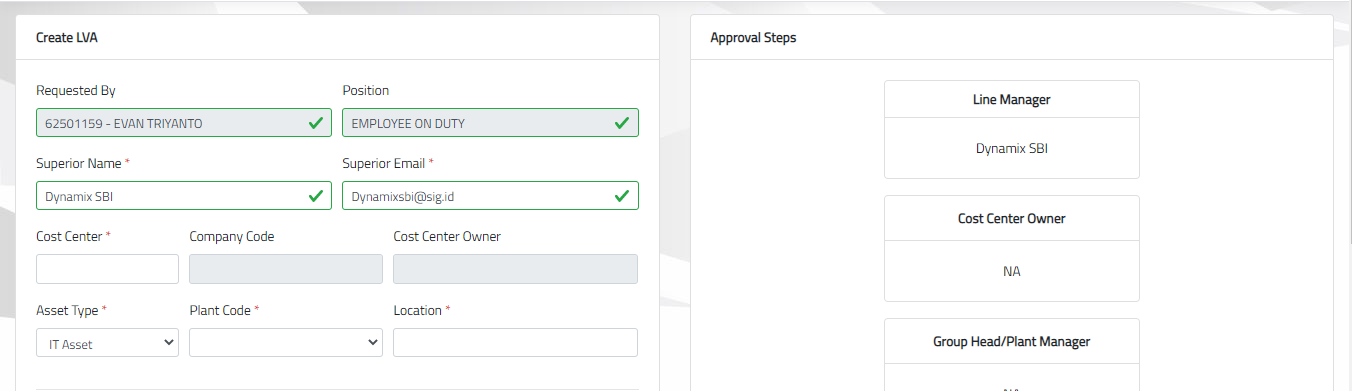 Create LVA
Requested By
Position
62501159 - EVAN TRIYANTO
EMPLOYEE ON DUTY
Superior Name *
Superior Email *
Dynamix SBI
Dynamixsbi@sig.id
Cost Center *
Company Code
Cost Center Owner
Asset Type *
Plant Code *
Location *
IT Asset
Approval Steps
Line Manager
Dynamix SBI
Cost Center Owner
NA
Group Head/Plant Manager